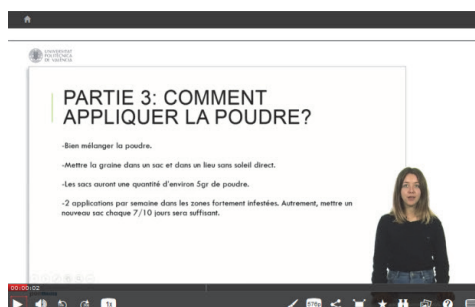 UNIVERSITAT
POLITÈCNICA
DE VALÈNCIA
PARTIE 3: COMMENT
APPLIQUER LA POUDRE?
-Bien mélanger la poudre.
-Mettre la graine dans un sac et dans un lieu sans soleil direct.
-Les sacs auront une quantité d'environ 5gr de poudre.
-2 applications par semaine dans les zones fortement infestées. Autrement, mettre un
nouveau sac chaque 7/10 jours sera suffisant.
00:00:02
1x
576p